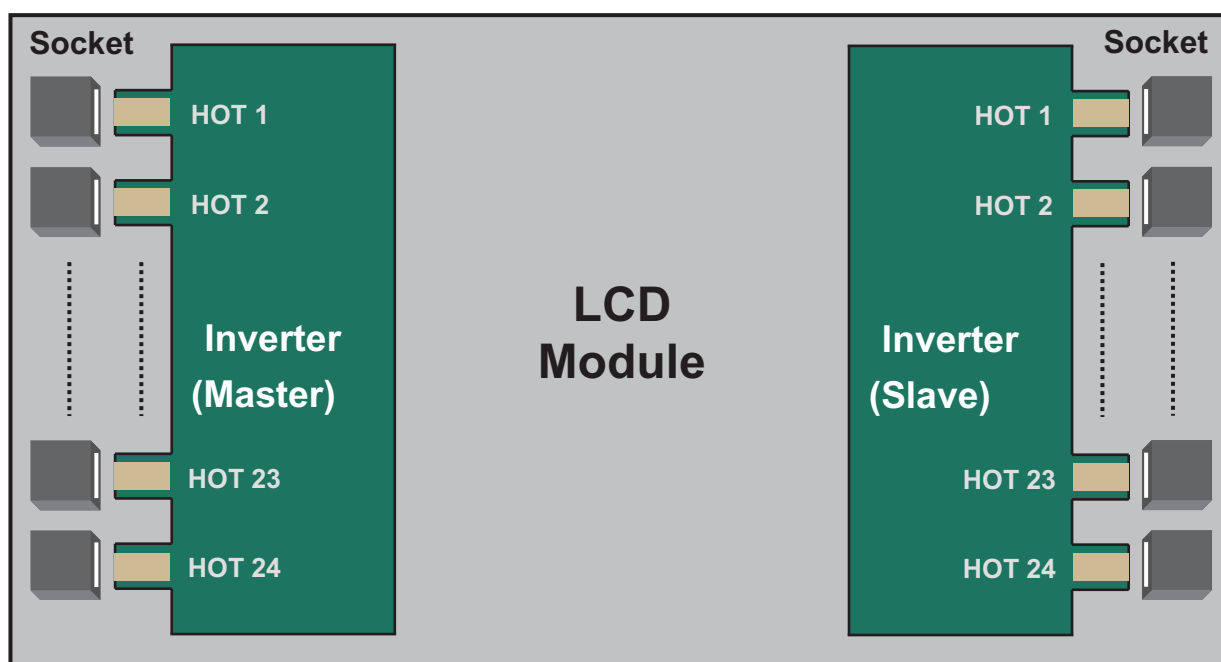 Socket
Socket
HOT 1
HOT 1
HOT 2
HOT 2
LCD
Module
Inverter
(Master)
Inverter
(Slave)
HOT 23
HOT 23
HOT 24
HOT 24